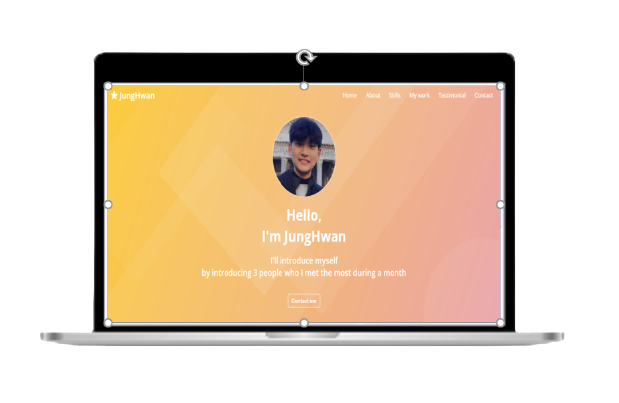 JungHwan
Home About Skills My work Testimonial Contact
Hello,
I'm JungHwan
I'll introduce myself
by introducing 3 people who I met the most during a month
Contact me